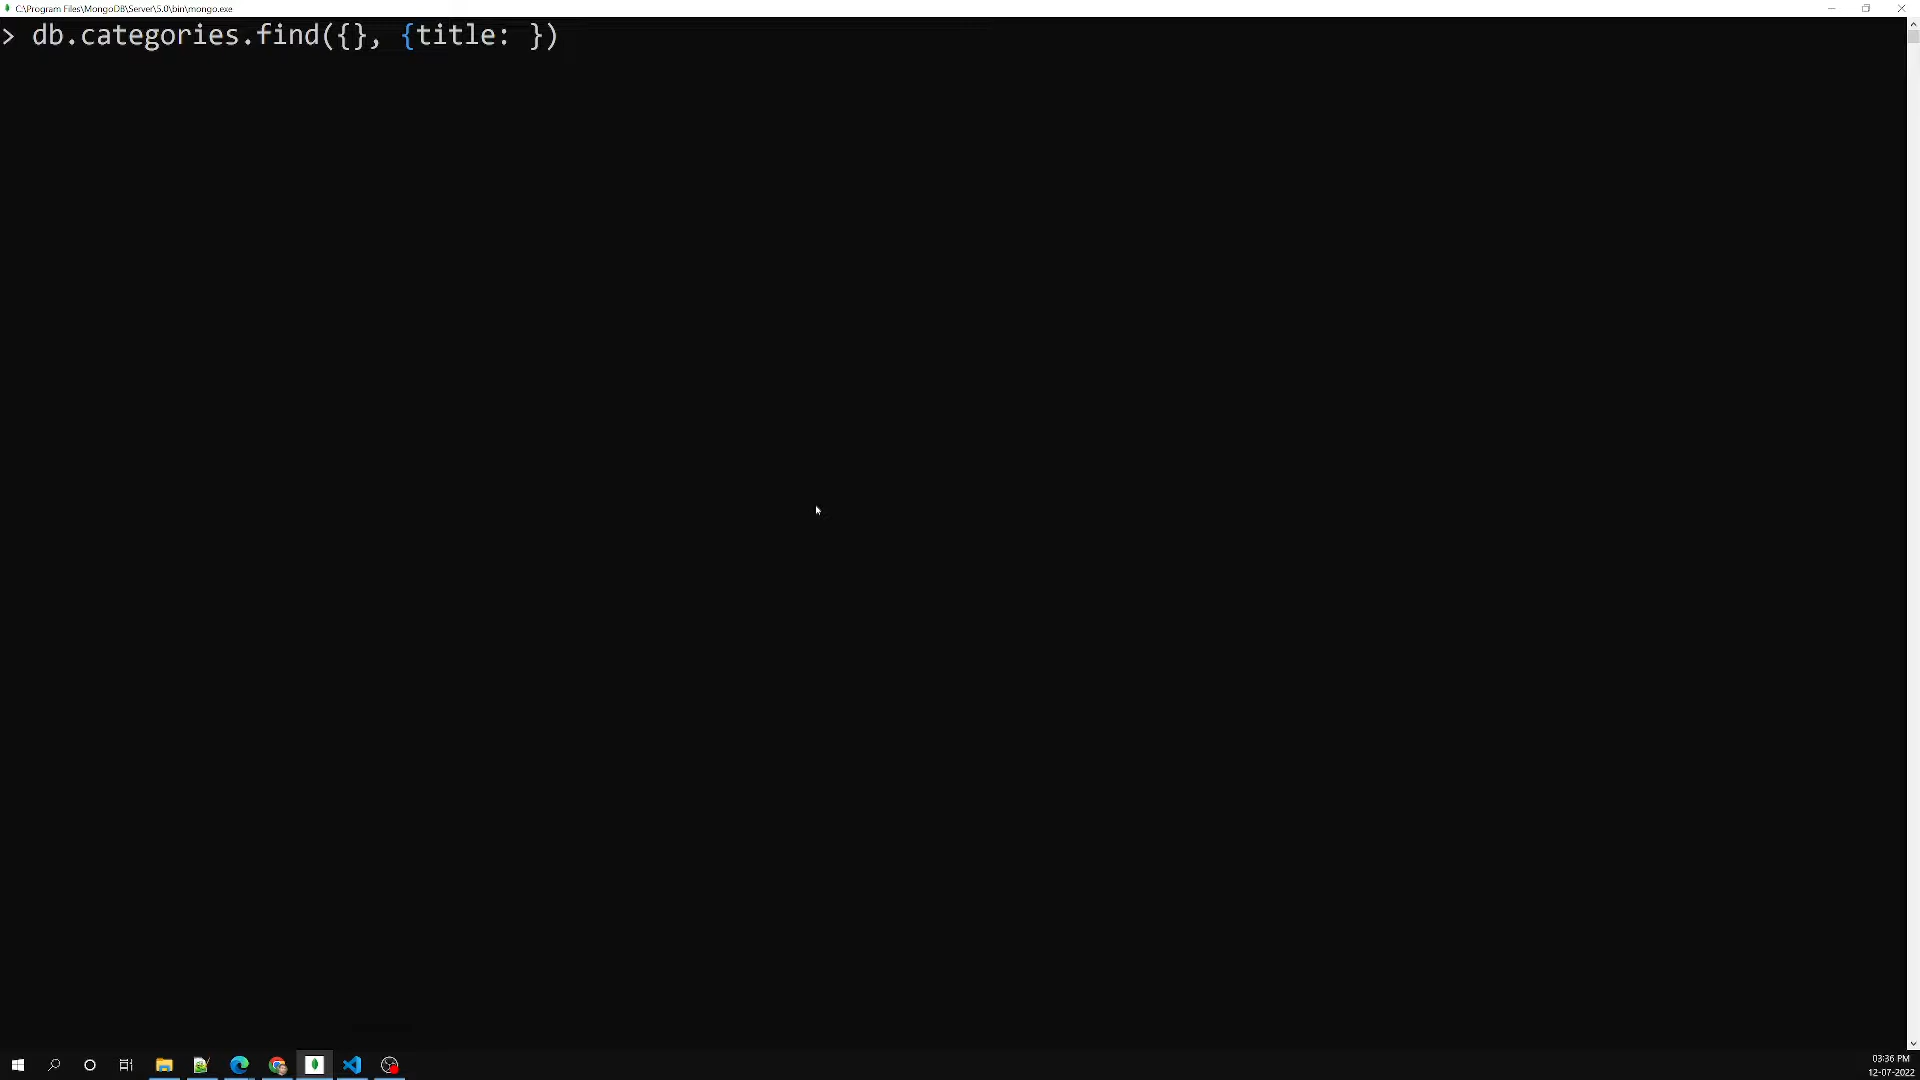 C:\Program Files\MongoDB\Server\5.0\bin\mongo.exe
> db.categories.find({}, {title: })
03:36 PM
12-07-2022